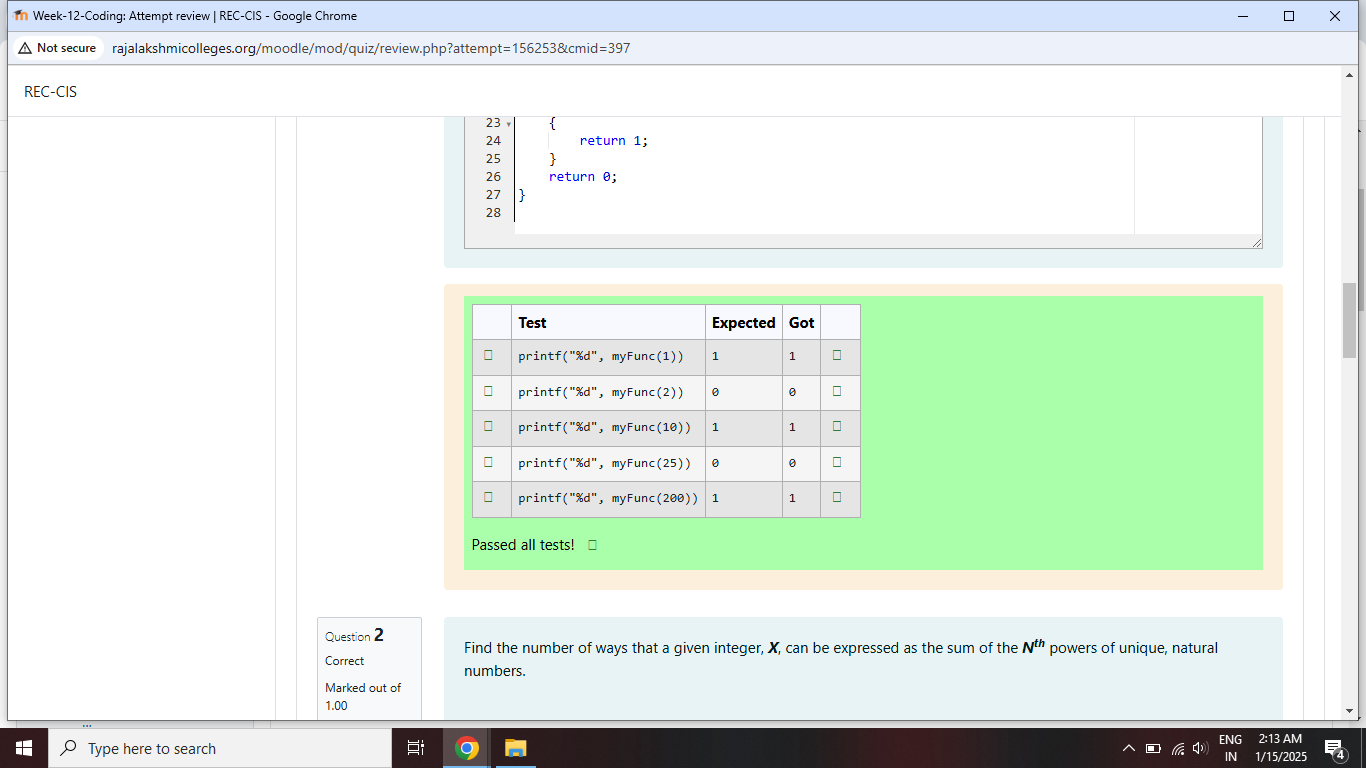 Week-12-Coding: Attempt review | REC-CIS - Google Chrome
Not secure rajalakshmicolleges.org/moodle/mod/quiz/review.php?attempt=156253&cmid=397
REC-CIS
23 {
24 return 1;
25 }
26 return 0;
27 }
28
Test Expected Got
printf("%d", myFunc(1)) 1 1
printf("%d", myFunc(2)) 0 0
printf("%d", myFunc(10)) 1 1
printf("%d", myFunc(25)) 0 0
printf("%d", myFunc(200)) 1 1
Passed all tests!
Question 2
Correct
Marked out of
1.00
Find the number of ways that a given integer, X, can be expressed as the sum of the Nth powers of unique, natural
numbers.
...
Type here to search
ENG
IN
2:13 AM
1/15/2025
4